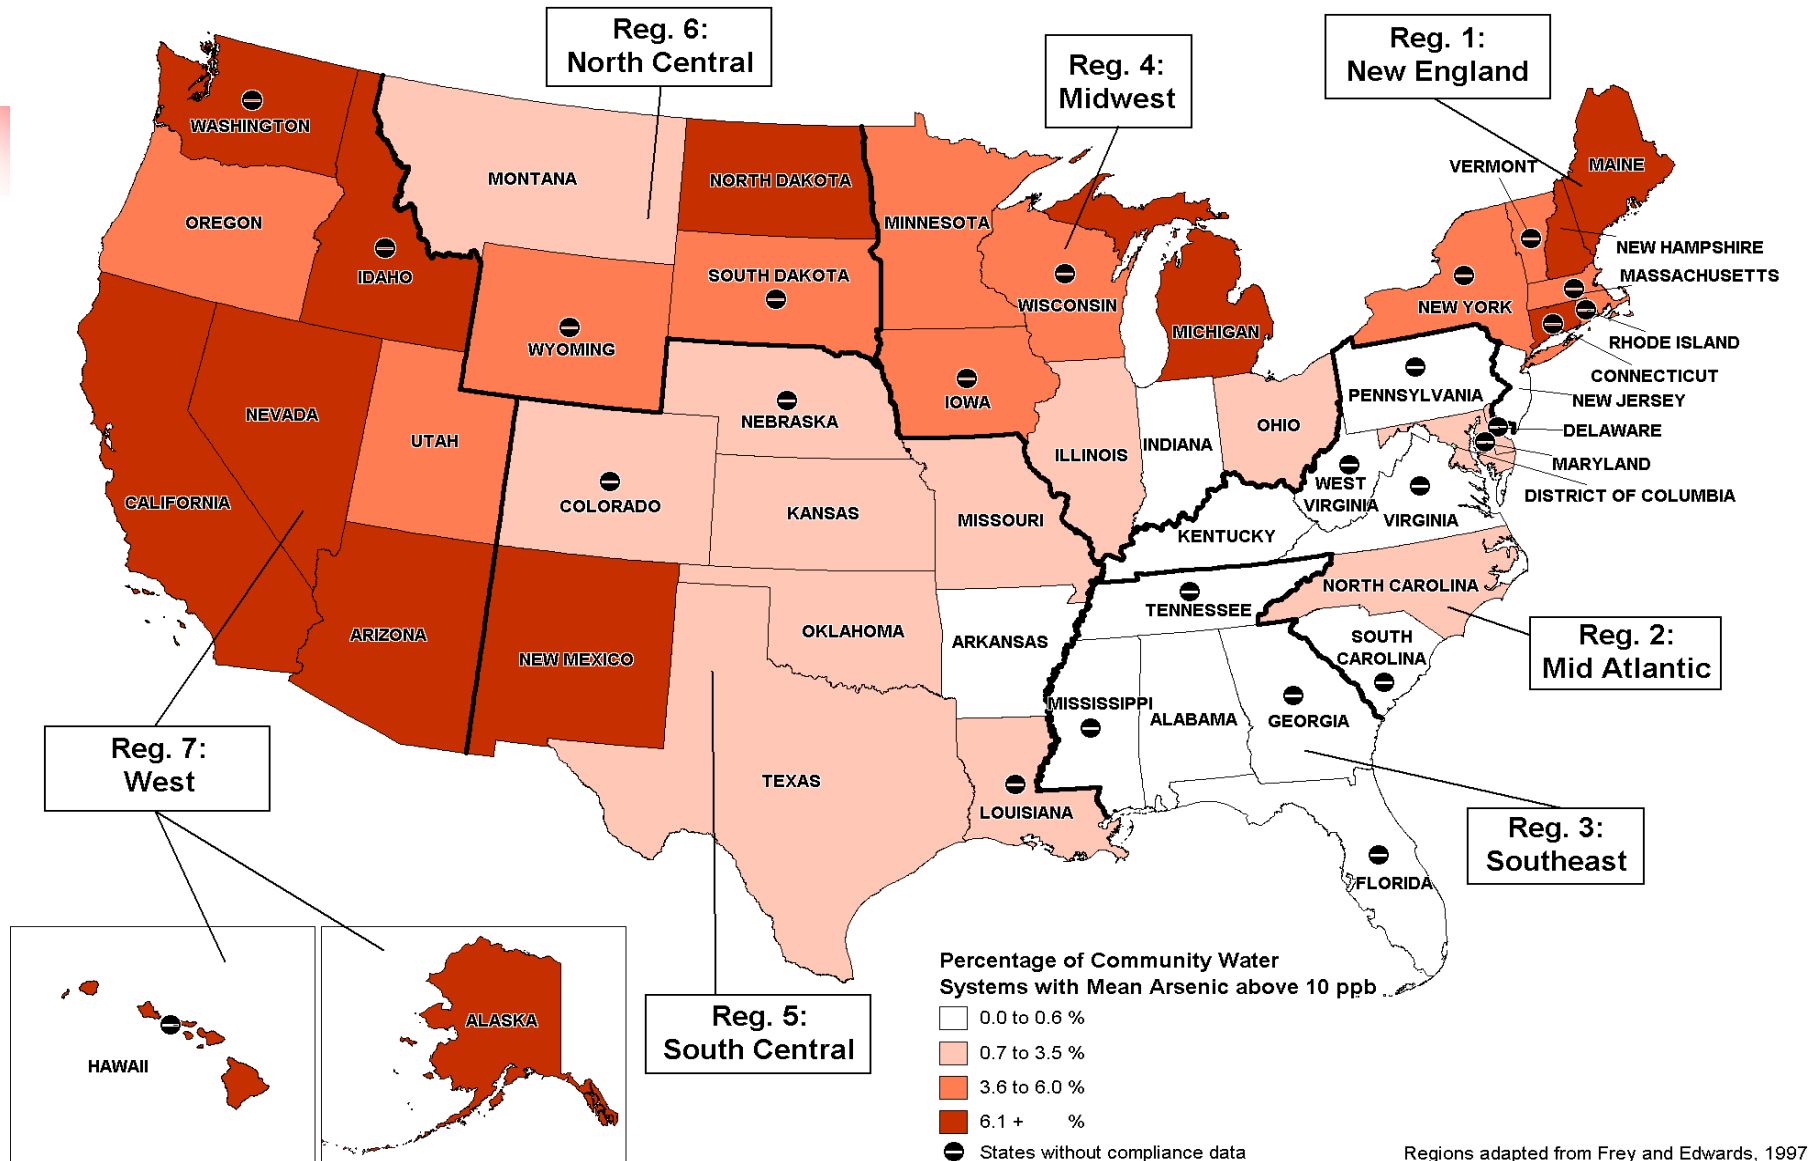 Reg. 6:
North Central
Reg. 4:
Midwest
Reg. 1:
New England
WASHINGTON
MONTANA
NORTH DAKOTA
MINNESOTA
VERMONT
MAINE
OREGON
IDAHO
SOUTH DAKOTA
WISCONSIN
NEW YORK
NEW HAMPSHIRE
MASSACHUSETTS
WYOMING
MICHIGAN
RHODE ISLAND
CONNECTICUT
NEVADA
UTAH
NEBRASKA
IOWA
ILLINOIS
INDIANA
OHIO
PENNSYLVANIA
NEW JERSEY
DELAWARE
MARYLAND
DISTRICT OF COLUMBIA
CALIFORNIA
COLORADO
KANSAS
MISSOURI
KENTUCKY
WEST
VIRGINIA
VIRGINIA
ARIZONA
NEW MEXICO
OKLAHOMA
ARKANSAS
TENNESSEE
NORTH CAROLINA
SOUTH
CAROLINA
Reg. 2:
Mid Atlantic
MISSISSIPPI
ALABAMA
GEORGIA
Reg. 7:
West
TEXAS
LOUISIANA
FLORIDA
Reg. 3:
Southeast
HAWAII
ALASKA
Reg. 5:
South Central
Percentage of Community Water
Systems with Mean Arsenic above 10 ppb
0.0 to 0.6 %
0.7 to 3.5 %
3.6 to 6.0 %
6.1 + %
States without compliance data
Regions adapted from Frey and Edwards, 1997